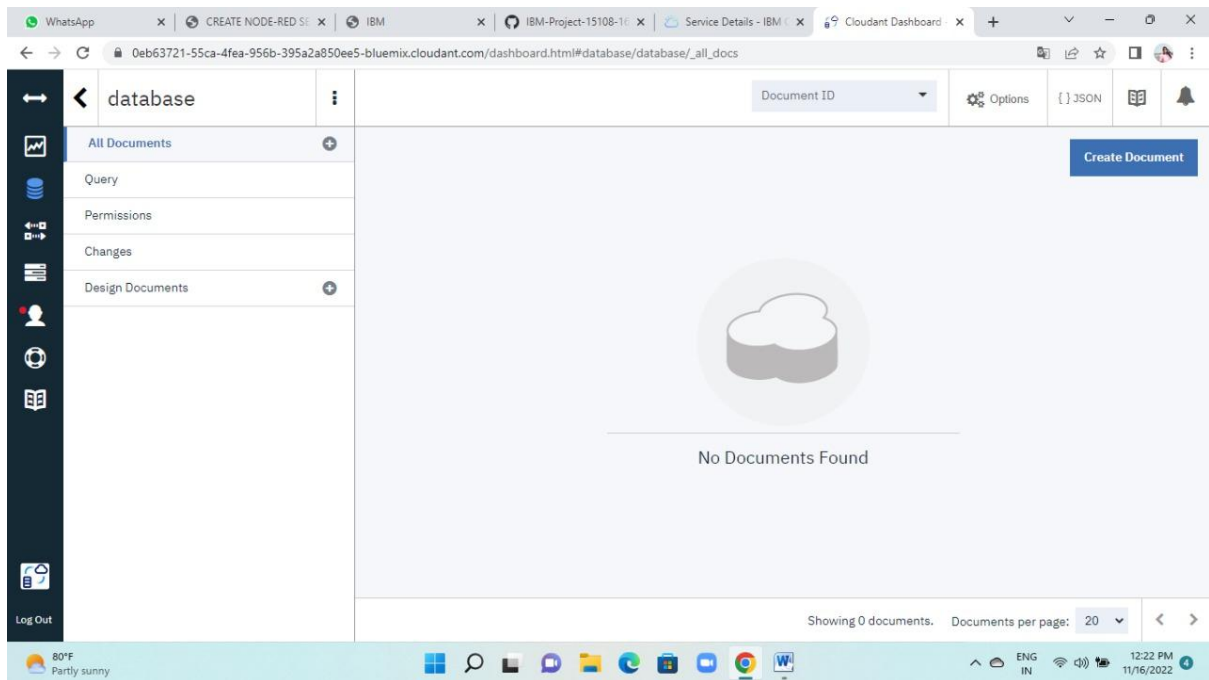 WhatsApp
CREATE NODE-RED SE
IBM
IBM-Project-15108-16
Service Details - IBM C
Cloudant Dashboard
0eb63721-55ca-4fea-956b-395a2a850ee5-bluemix.cloudant.com/dashboard.html#database/database/_all_docs
database
Document ID
Options
{ } JSON
All Documents
Create Document
Query
Permissions
Changes
Design Documents
No Documents Found
Log Out
Showing 0 documents.
Documents per page: 20
80°F
Partly sunny
ENG
IN
12:22 PM
11/16/2022
4